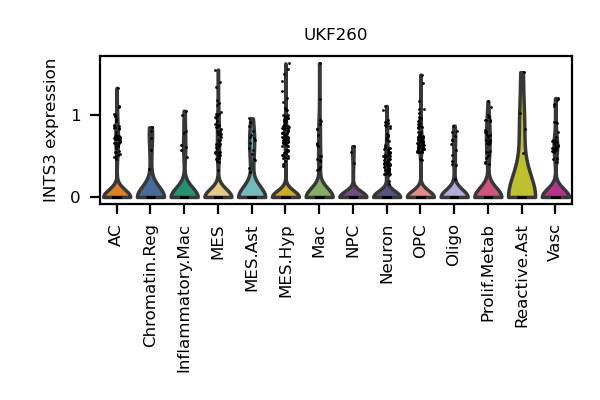 UKF260
INTS3 expression
1
0
AC
Chromatin.Reg
Inflammatory.Mac
MES
MES.Ast
MES.Hyp
Mac
NPC
Neuron
OPC
Oligo
Prolif.Metab
Reactive.Ast
Vasc